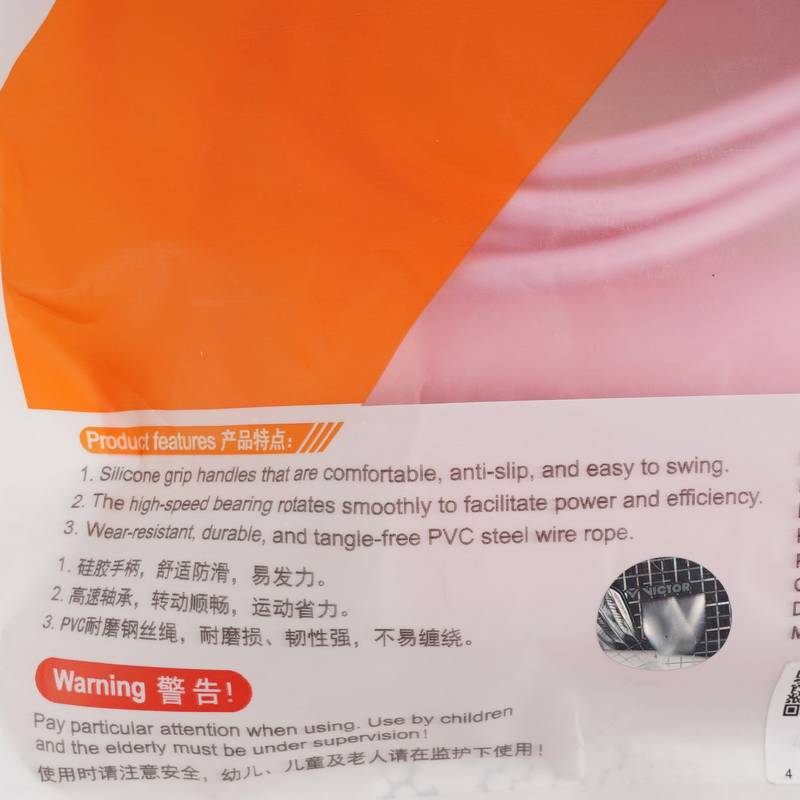 Product features 产品特点:
1. Silicone grip handles that are comfortable, anti-slip, and easy to swing.
2. The high-speed bearing rotates smoothly to facilitate power and efficiency.
3. Wear-resistant, durable, and tangle-free PVC steel wire rope.
1. 硅胶手柄，舒适防滑，易发力。
2. 高速轴承，转动顺畅，运动省力。
3. PVC耐磨钢丝绳，耐磨损、韧性强，不易缠绕。
VICTOR
Warning 警告!
Pay particular attention when using. Use by children
and the elderly must be under supervision!
使用时请注意安全，幼儿、儿童及老人请在监护下使用!
4